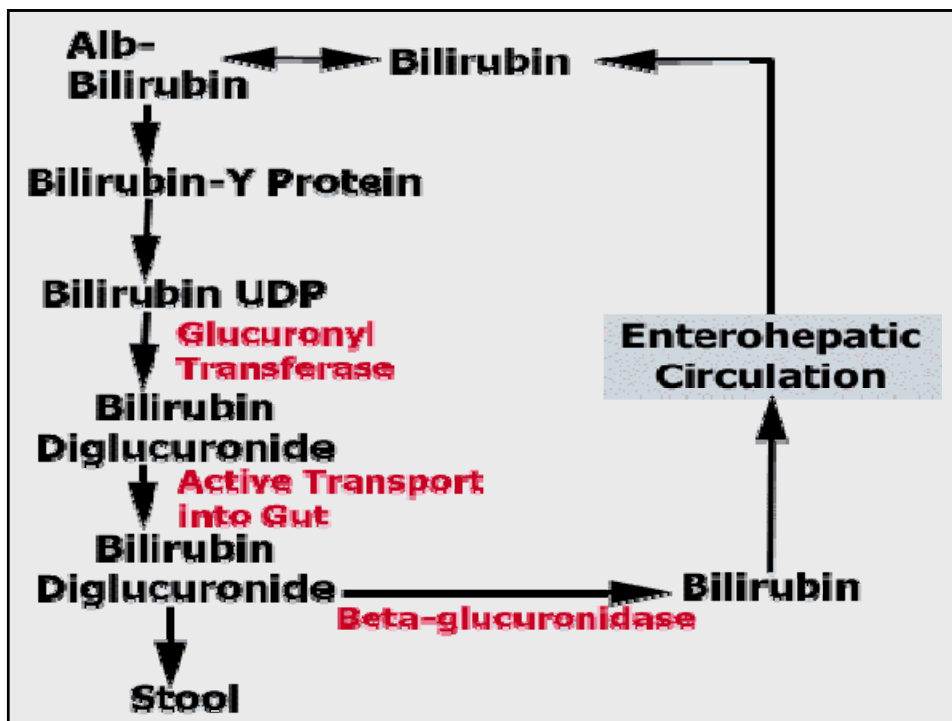 Alb-
Bilirubin
Bilirubin
Bilirubin-Y Protein
Bilirubin UDP
Glucuronyl
Transferase
Enterohepatic
Circulation
Bilirubin
Diglucuronide
Active Transport
into Gut
Bilirubin
Diglucuronide
Beta-glucuronidase
Bilirubin
Stool